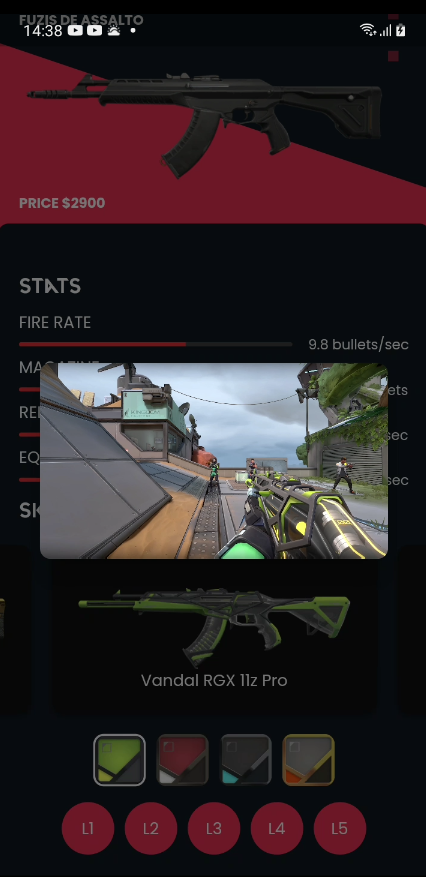 FUZIS DE ASSALTO
14:38
PRICE $2900
STATS
FIRE RATE
9.8 bullets/sec
Vandal RGX 11z Pro
L1 L2 L3 L4 L5